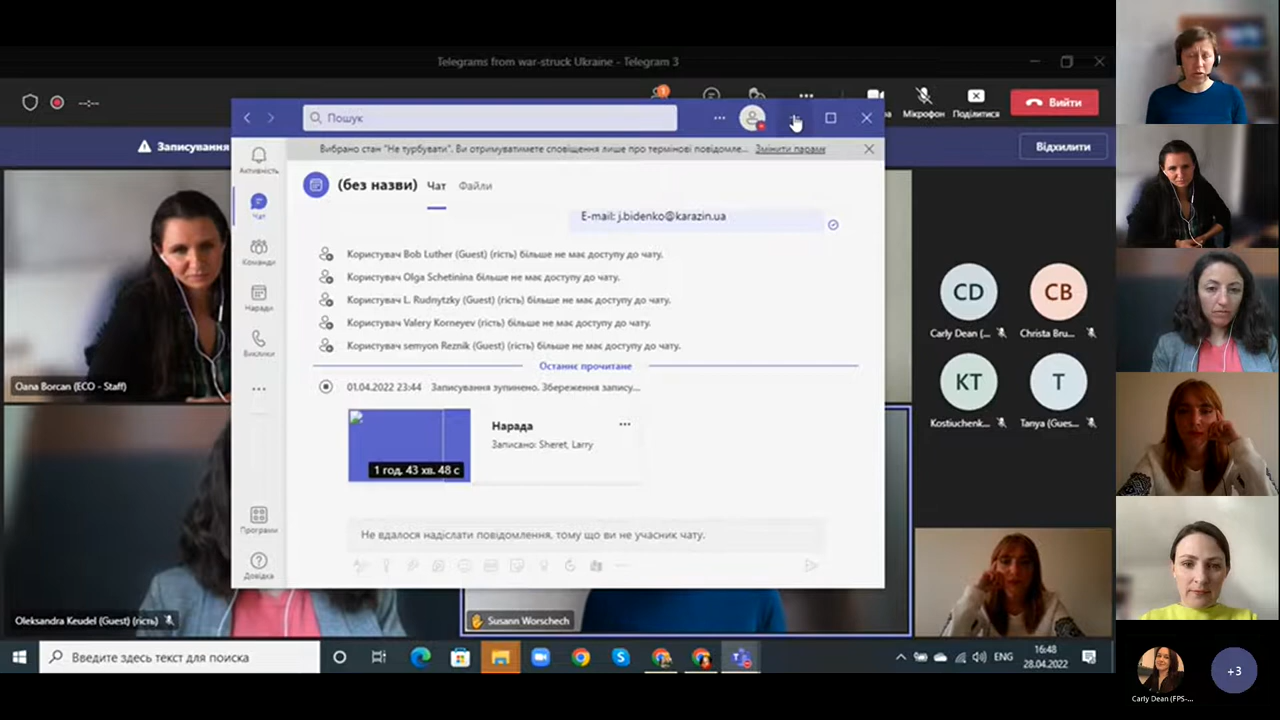 Telegrams from war-struck Ukraine - Telegram 3
Мікрофон
Поділитися
Вийти
Записування
Відхилити
Пошук
Вибрано стан "Не турбувати". Ви отримуватимете сповіщення лише про термінові повідомле...
Змінити параме
Активність
Чат
Команди
Наради
Виклики
Програми
Довідка
(без назви)
Чат
Файли
E-mail: j.bidenko@karazin.ua
Користувач Bob Luther (Guest) (гість) більше не має доступу до чату.
Користувач Olga Schetinina більше не має доступу до чату.
Користувач L. Rudnytzky (Guest) (гість) більше не має доступу до чату.
Користувач Valery Korneyev (гість) більше не має доступу до чату.
Користувач semyon Reznik (Guest) (гість) більше не має доступу до чату.
Останнє прочитане
01.04.2022 23:44 Записування зупинено. Збереження запису...
Нарада
Записано: Sheret, Larry
1 год. 43 хв. 48 с
Не вдалося надіслати повідомлення, тому що ви не учасник чату.
Oana Borcan (ECO - Staff)
Oleksandra Keudel (Guest) (гість)
Susann Worschech
CD
CB
Carly Dean (...
Christa Bru...
KT
T
Kostiuchenk...
Tanya (Gues...
Введите здесь текст для поиска
ENG
16:48
28.04.2022
Carly Dean (FPS-...
+3